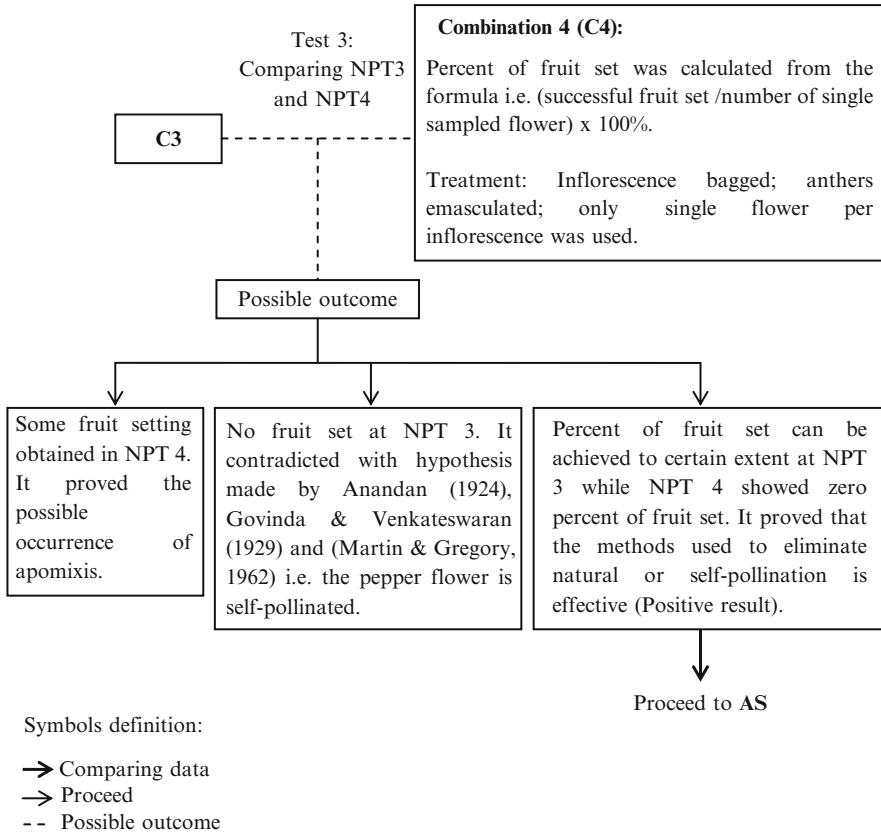 Test 3:
Comparing NPT3
and NPT4
C3
Combination 4 (C4):
Percent of fruit set was calculated from the
formula i.e. (successful fruit set /number of single
sampled flower) x 100%.
Treatment: Inflorescence bagged; anthers
emasculated; only single flower per
inflorescence was used.
Possible outcome
Some fruit setting
obtained in NPT 4.
It proved the
possible
occurrence of
apomixis.
No fruit set at NPT 3. It
contradicted with hypothesis
made by Anandan (1924),
Govinda & Venkateswaran
(1929) and (Martin & Gregory,
1962) i.e. the pepper flower is
self-pollinated.
Percent of fruit set can be
achieved to certain extent at NPT
3 while NPT 4 showed zero
percent of fruit set. It proved that
the methods used to eliminate
natural or self-pollination is
effective (Positive result).
Proceed to AS
Symbols definition:
Comparing data
Proceed
Possible outcome